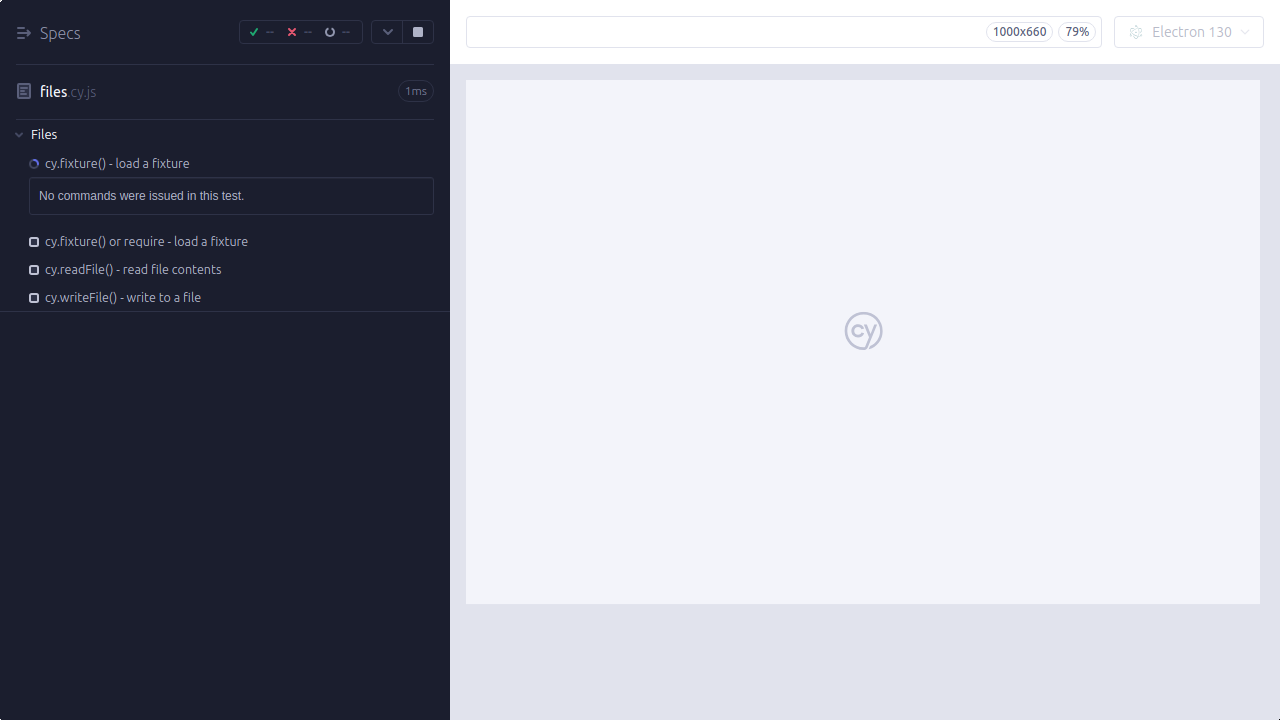 Specs
--
--
--
1000x660
79%
Electron 130
files cy.js
1ms
Files
cy.fixture() - load a fixture
No commands were issued in this test.
cy.fixture() or require - load a fixture
cy.readFile() - read file contents
cy.writeFile() - write to a file
cy